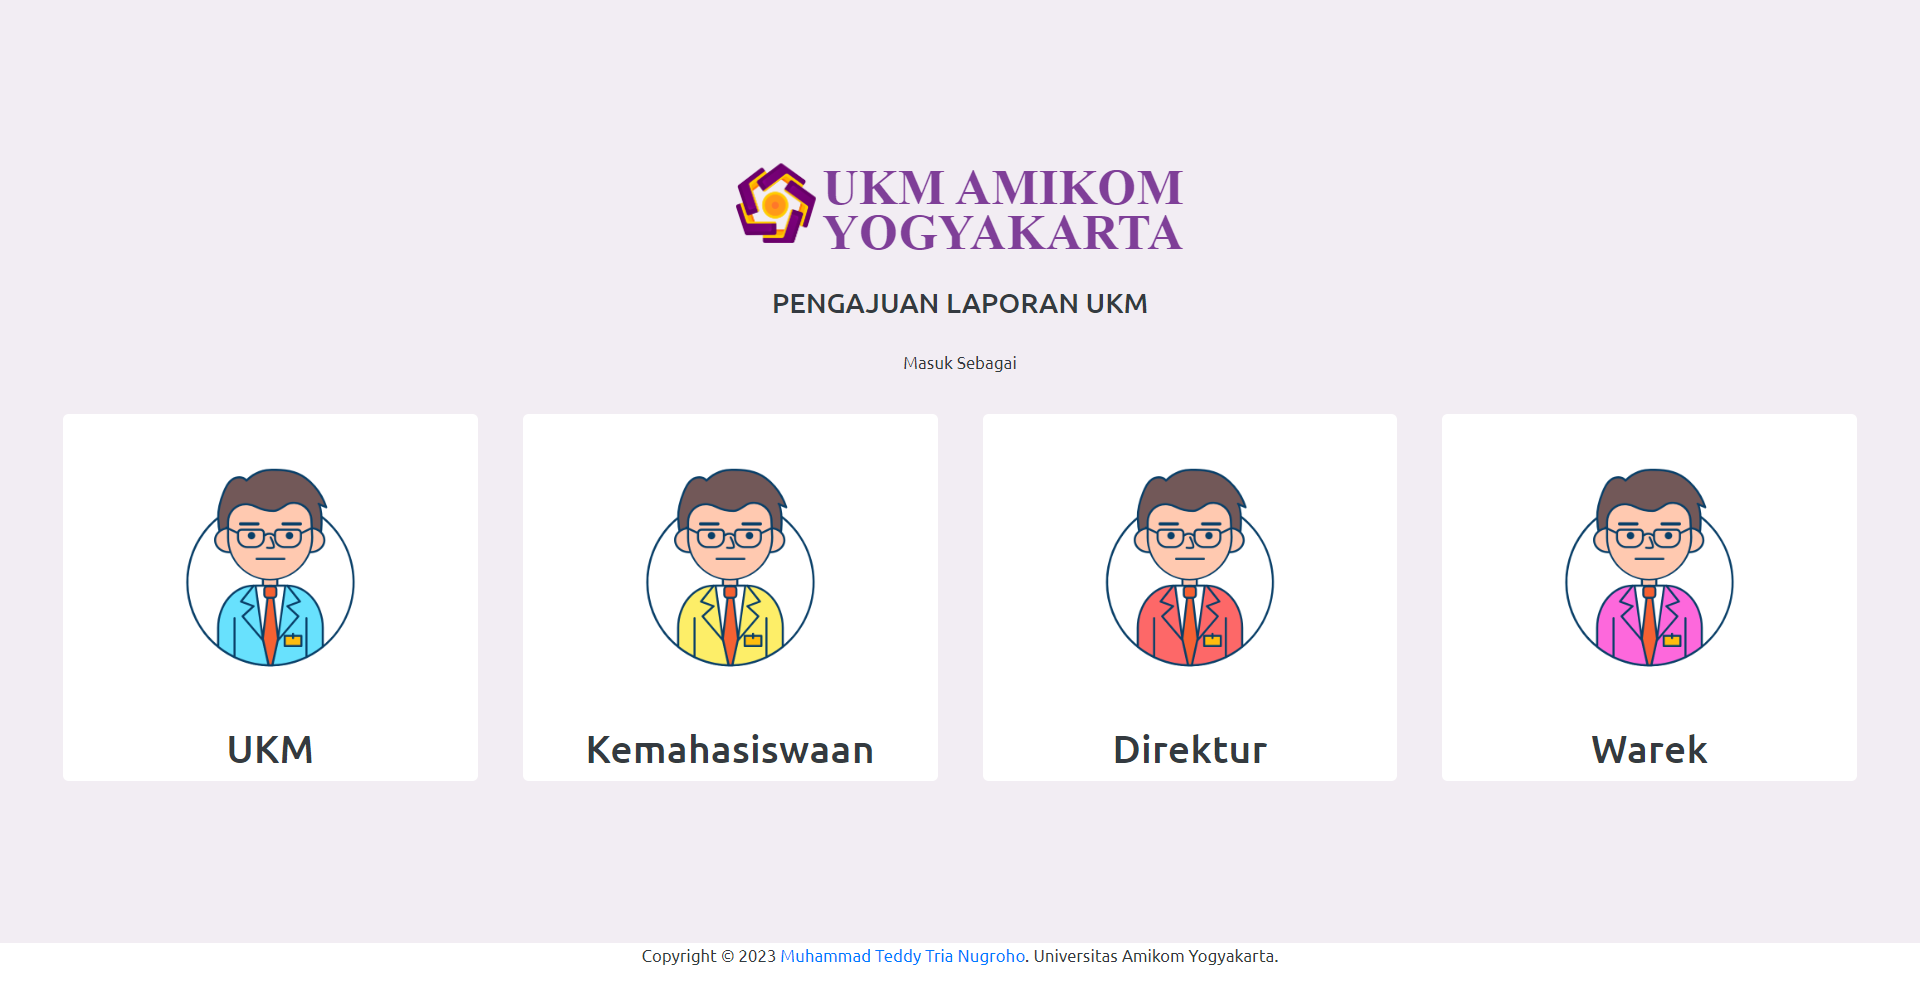 UKM AMIKOM
YOGYAKARTA
PENGAJUAN LAPORAN UKM
Masuk Sebagai
UKM
Kemahasiswaan
Direktur
Warek
Copyright © 2023 Muhammad Teddy Tria Nugroho. Universitas Amikom Yogyakarta.